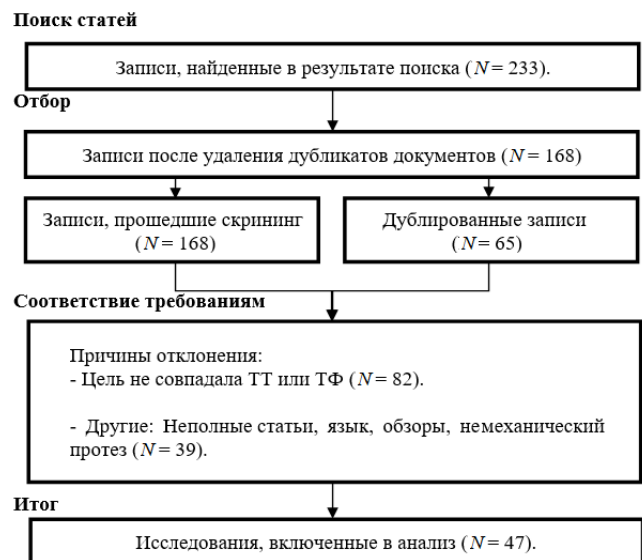 Поиск статей
Записи, найденные в результате поиска (N = 233).
Отбор
Записи после удаления дубликатов документов (N = 168)
Записи, прошедшие скрининг
(N = 168)
Дублированные записи
(N = 65)
Соответствие требованиям
Причины отклонения:
- Цель не совпадала ТТ или ТФ (N = 82).
- Другие: Неполные статьи, язык, обзоры, немеханический
протез (N = 39).
Итог
Исследования, включенные в анализ (N = 47).